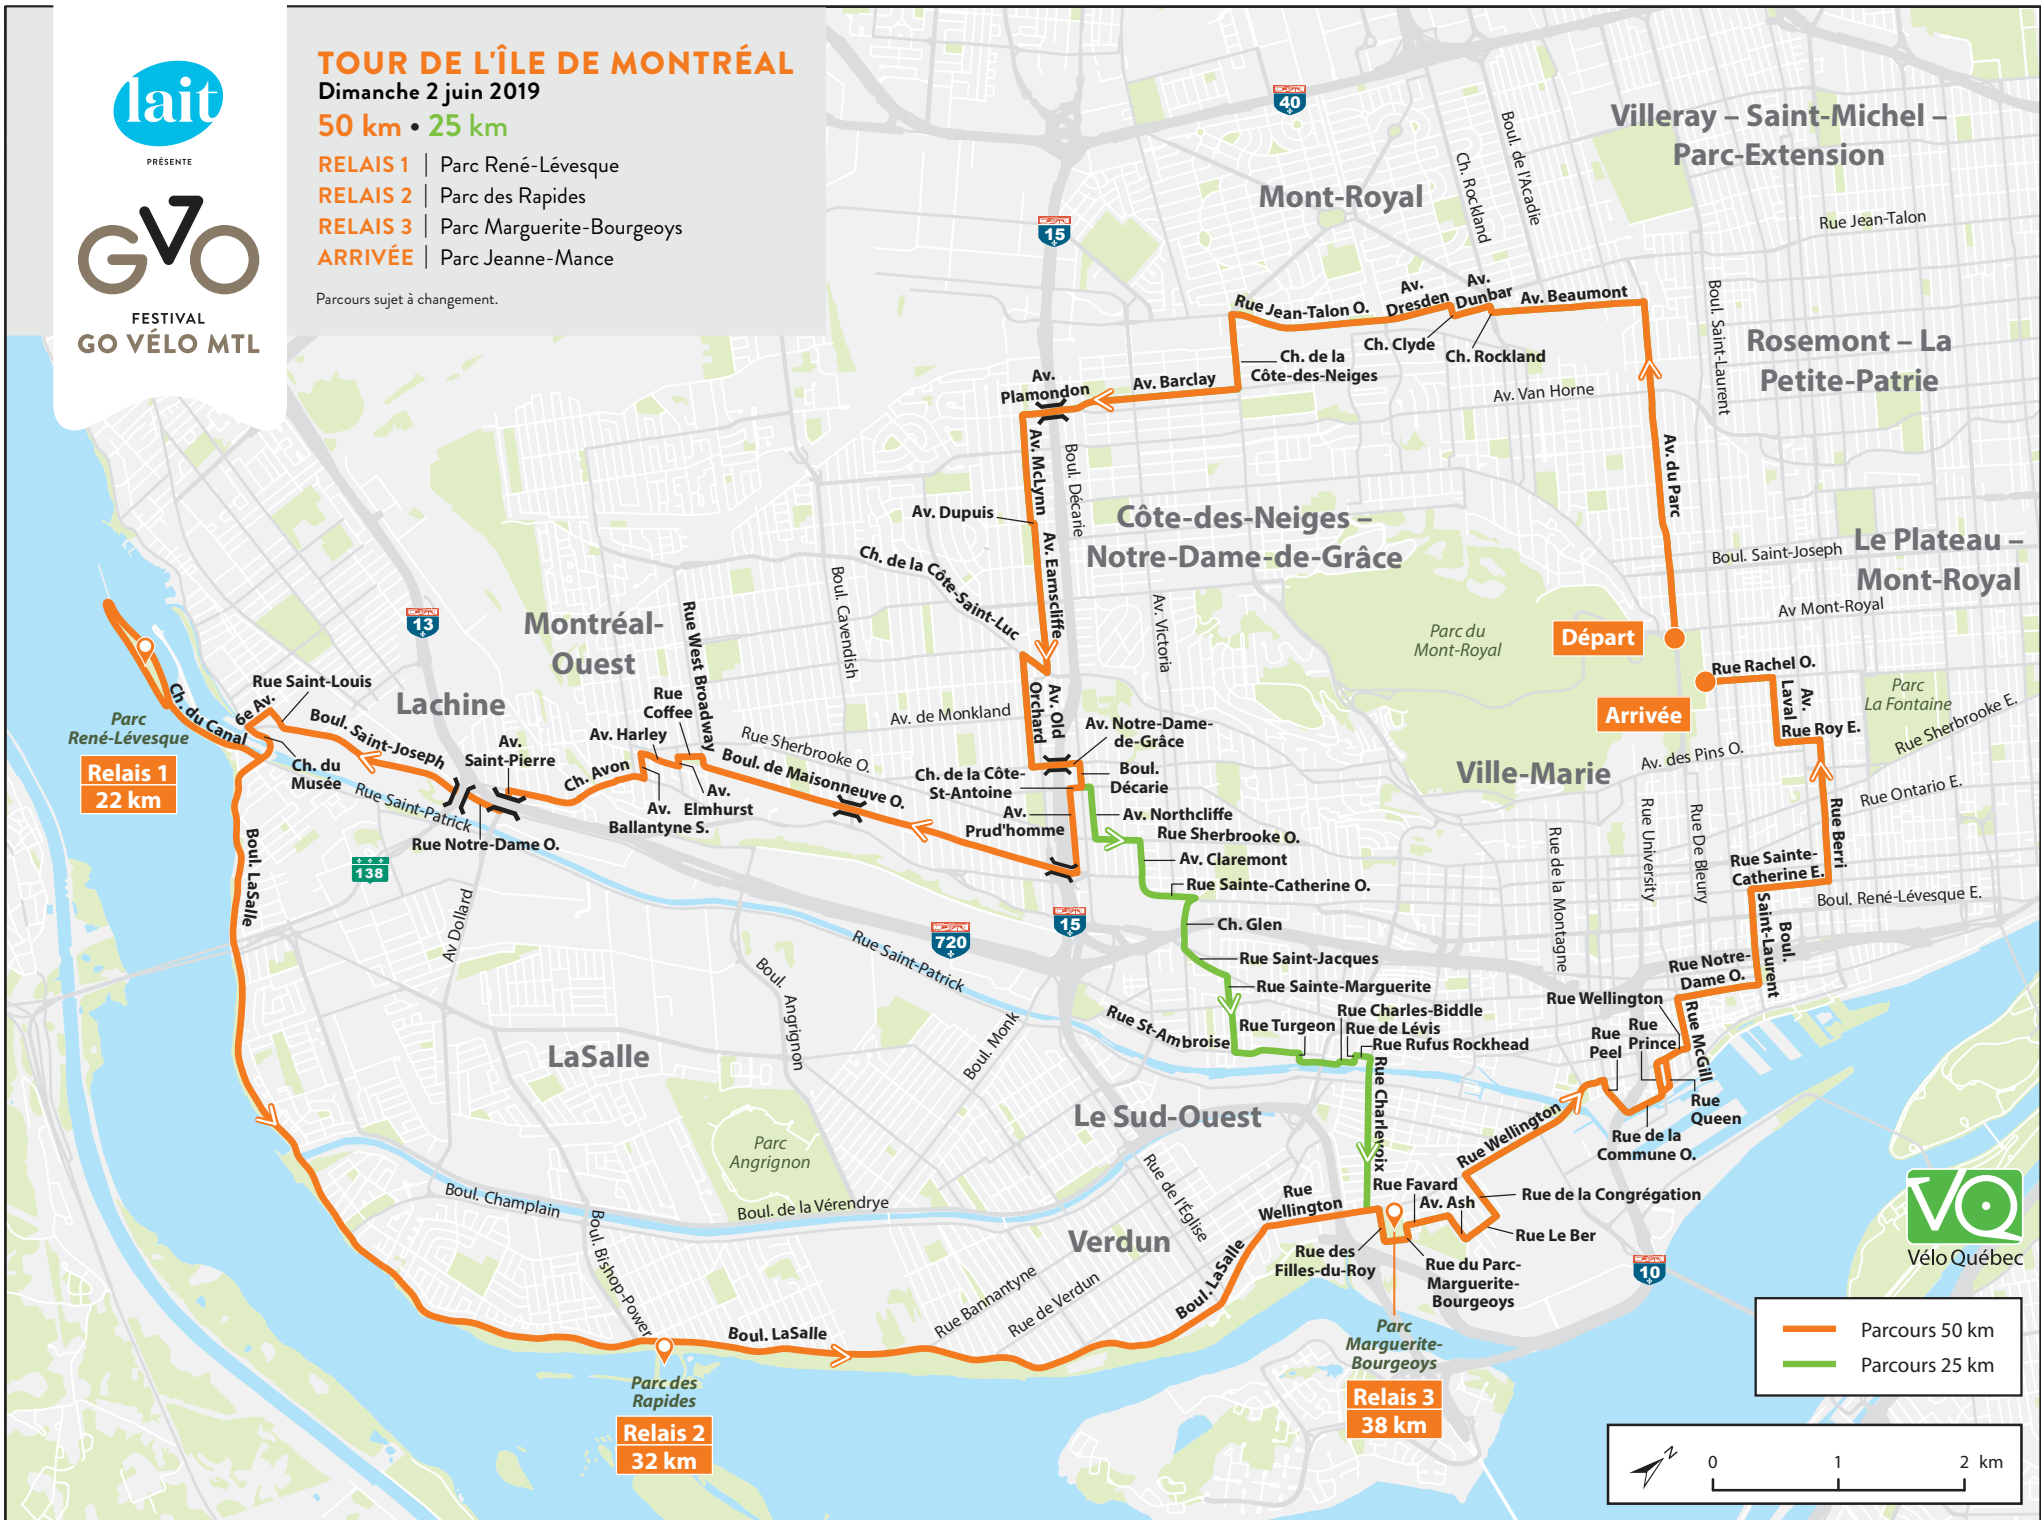 lait
PRÉSENTE
GVO
FESTIVAL
GO VÉLO MTL
TOUR DE L'ÎLE DE MONTRÉAL
Dimanche 2 juin 2019
50 km • 25 km
RELAIS 1 | Parc René-Lévesque
RELAIS 2 | Parc des Rapides
RELAIS 3 | Parc Marguerite-Bourgeoys
ARRIVÉE | Parc Jeanne-Mance
Parcours sujet à changement.
40
15
Villeray – Saint-Michel –
Parc-Extension
Mont-Royal
Ch. Rockland
Boul. de l'Acadie
Rue Jean-Talon
Boul. Saint-Laurent
Rosemont – La
Petite-Patrie
Rue Jean-Talon O.
Av.
Dresden
Av.
Dunbar
Av. Beaumont
Ch. Clyde
Ch. Rockland
Ch. de la
Côte-des-Neiges
Av. Van Horne
Av. Barclay
Av.
Plamondon
Av. McLynn
Boul. Décarie
Av. du Parc
Av. Dupuis
Av. Earnscliffe
Côte-des-Neiges –
Notre-Dame-de-Grâce
Ch. de la Côte-Saint-Luc
Boul. Saint-Joseph
Le Plateau –
Mont-Royal
Av Mont-Royal
Boul. Cavendish
Av. Victoria
Parc du
Mont-Royal
Départ
Arrivée
Rue Rachel O.
Av.
Laval
Rue Roy E.
Parc
La Fontaine
Rue Sherbrooke E.
Av. des Pins O.
Rue Ontario E.
Ville-Marie
Rue Berri
Rue Sainte-
Catherine E.
Boul. René-Lévesque E.
Boul.
Saint-Laurent
Rue University
Rue De Bleury
Rue de la Montagne
Rue Notre-
Dame O.
Rue Wellington
Rue McGill
Rue
Prince
Rue
Peel
Rue
Queen
Rue de la
Commune O.
13
Montréal-
Ouest
Rue West Broadway
Lachine
Rue Saint-Louis
6e Av.
Ch. du Canal
Boul. Saint-Joseph
Ch. du
Musée
Parc
René-Lévesque
Relais 1
22 km
Av.
Saint-Pierre
Ch. Avon
Av. Harley
Rue
Coffee
Av.
Elmhurst
Av.
Ballantyne S.
Rue Sherbrooke O.
Boul. de Maisonneuve O.
Av. de Monkland
Av. Old
Orchard
Av. Notre-Dame-
de-Grâce
Ch. de la Côte-
St-Antoine
Boul.
Décarie
Av.
Prud'homme
Av. Northcliffe
Rue Sherbrooke O.
Av. Claremont
Rue Sainte-Catherine O.
Ch. Glen
Rue Saint-Jacques
Rue Sainte-Marguerite
Rue St-Ambroise
Rue Turgeon
Rue Charles-Biddle
Rue de Lévis
Rue Rufus Rockhead
Rue Charlevoix
Rue Saint-Patrick
Rue Notre-Dame O.
138
Av Dollard
Boul. LaSalle
720
15
Rue Saint-Patrick
Boul. Angrignon
Boul. Monk
LaSalle
Parc
Angrignon
Le Sud-Ouest
Boul. Champlain
Boul. de la Vérendrye
Rue de l'Église
Verdun
Boul. Bishop-Power
Rue Bannantyne
Rue de Verdun
Boul. LaSalle
Boul. LaSalle
Parc des
Rapides
Relais 2
32 km
Rue
Wellington
Rue des
Filles-du-Roy
Rue Favard
Av. Ash
Rue Wellington
Rue de la Congrégation
Rue Le Ber
Rue du Parc-
Marguerite-
Bourgeoys
Parc
Marguerite-
Bourgeoys
Relais 3
38 km
10
VQ
Vélo Québec
Parcours 50 km
Parcours 25 km
N
0 1 2 km